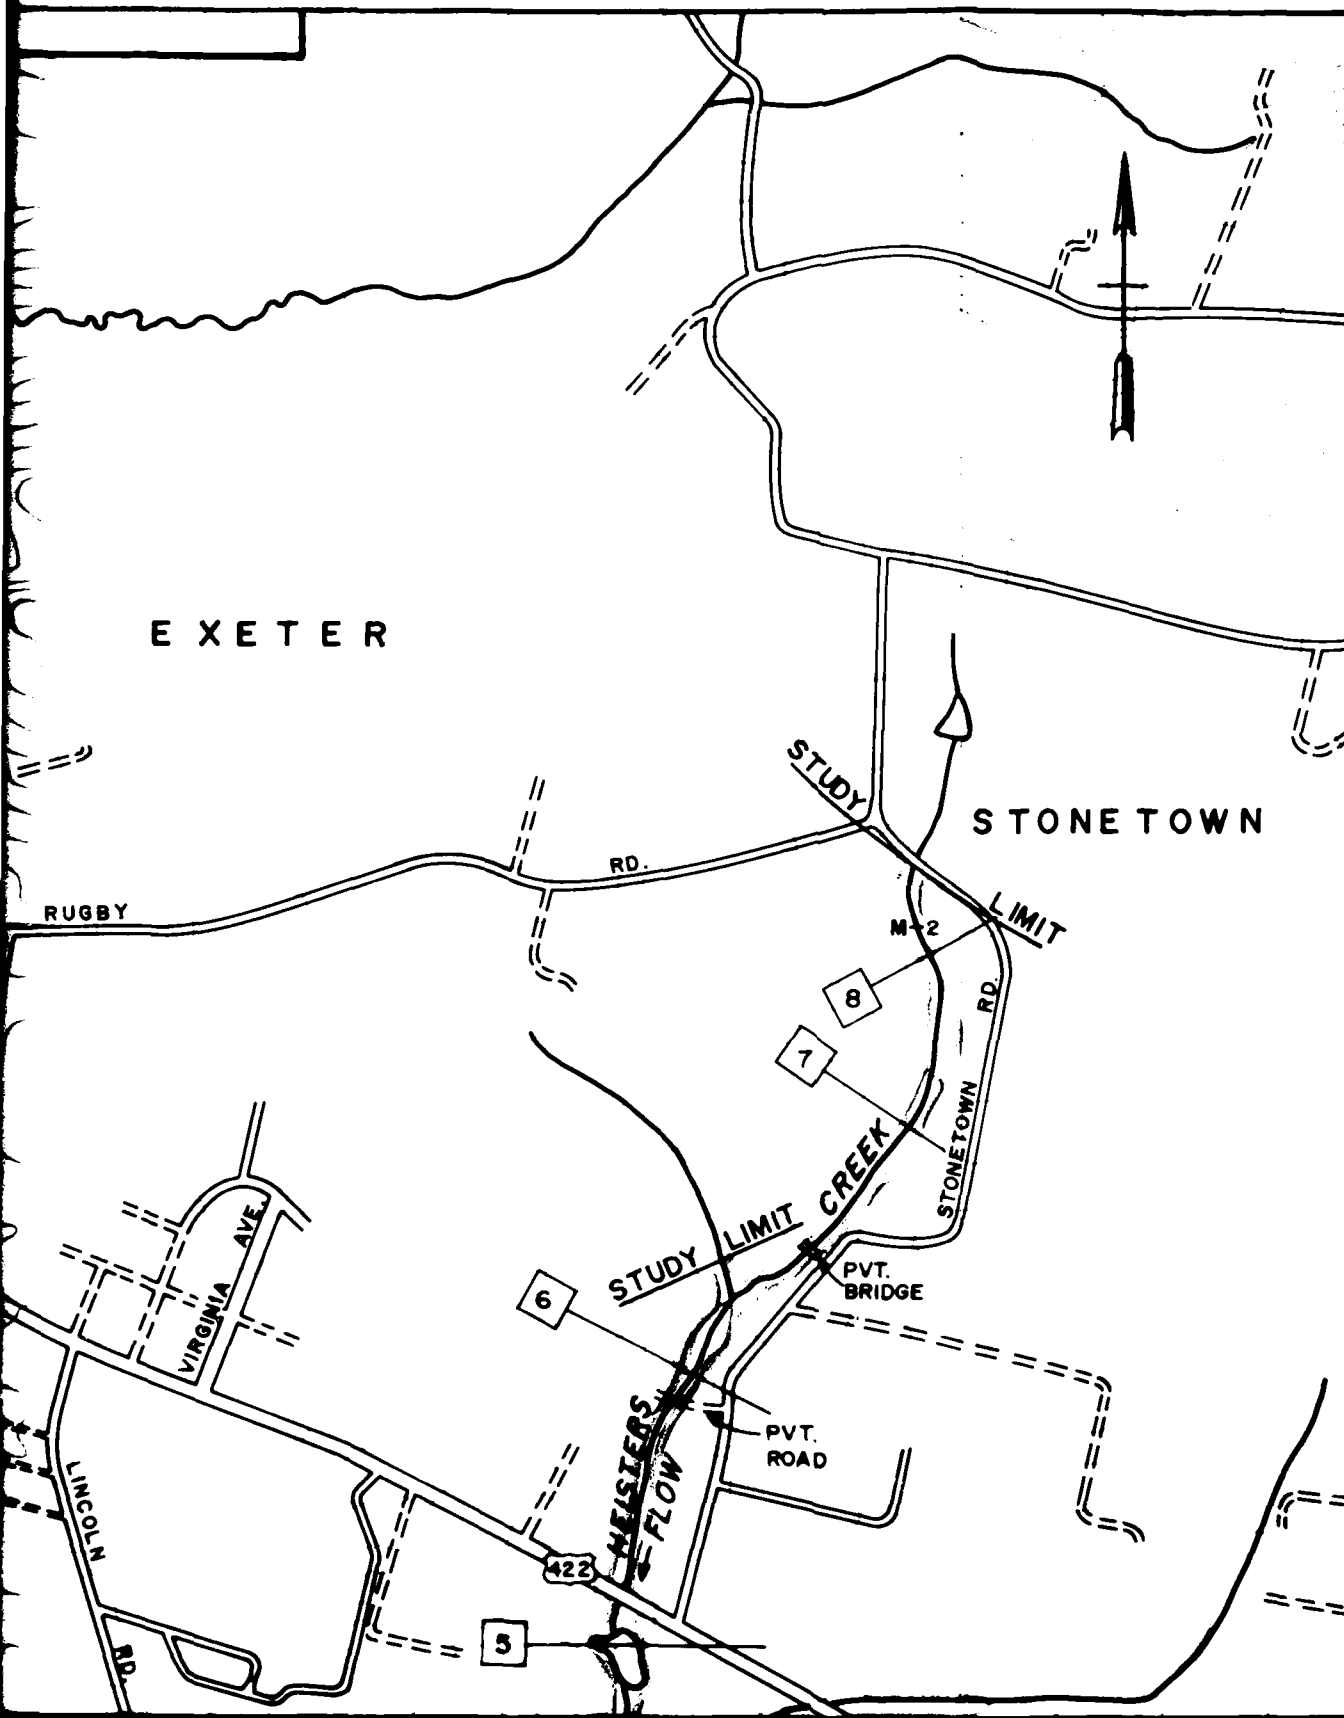 EXETER
STUDY LIMIT
STONETOWN
RUGBY RD.
M-2
8
7
STONETOWN RD.
HEISTERS CREEK
STUDY LIMIT
PVT.
BRIDGE
6
VIRGINIA AVE.
PVT.
ROAD
FLOW
LINCOLN RD.
422
5